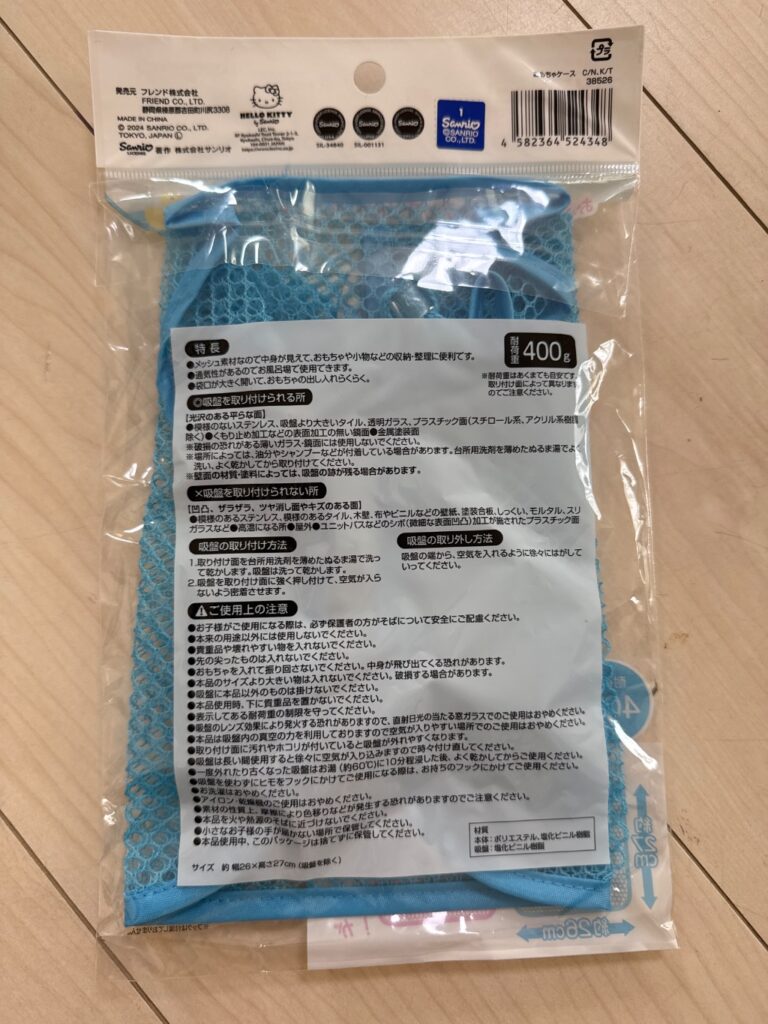 発売元 フレンド株式会社
FRIEND CO., LTD.
静岡県榛原郡吉田町川尻3308
MADE IN CHINA
© 2024 SANRIO CO., LTD.
TOKYO, JAPAN Ⓛ
Sanrio LICENSE 著作 株式会社サンリオ
HELLO KITTY
by Sanrio
LEC, Inc.
Sanrio
SIL-34840
Sanrio
SIL-001131
Sanrio
1
Sanrio
©SANRIO
CO.,LTD.
プラ
おもちゃケース C/N.K/T
38526
4 582364 524348
特長
●メッシュ素材なので中身が見えて、おもちゃや小物などの収納・整理に便利です。
●通気性があるのでお風呂場で使用できます。
●袋口が大きく開いて、おもちゃの出し入れらくらく。
耐荷重 400g
※耐荷重はあくまでも目安です。
取り付け面によって異なります
のでご注意ください。
◎吸盤を取り付けられる所
【光沢のある平らな面】
●模様のないステンレス、吸盤より大きいタイル、透明ガラス、プラスチック面(スチロール系、アクリル系樹脂
除く)●くもり止め加工などの表面加工の無い鏡面●金属塗装面
※破損の恐れがある薄いガラス・鏡面には使用しないでください。
※場所によっては、油分やシャンプーなどが付着している場合があります。台所用洗剤を薄めたぬるま湯でよく
洗い、よく乾かしてから取り付けてください。
※壁面の材質・塗料によっては、吸盤の跡が残る場合があります。
×吸盤を取り付けられない所
【凹凸、ザラザラ、ツヤ消し面やキズのある面】
●模様のあるステンレス、模様のあるタイル、木壁、布やビニルなどの壁紙、塗装合板、しっくい、モルタル、スリ
ガラスなど●高温になる所●屋外●ユニットバスなどのシボ(微細な表面凹凸)加工が施されたプラスチック面
吸盤の取り付け方法
1.取り付け面を台所用洗剤を薄めたぬるま湯で洗っ
て乾かします。吸盤は洗って乾かします。
2.吸盤を取り付け面に強く押し付けて、空気が入ら
ないよう密着させます。
吸盤の取り外し方法
吸盤の端から、空気を入れるように徐々にはがして
いってください。
⚠ご使用上の注意
●お子様がご使用になる際は、必ず保護者の方がそばについて安全にご配慮ください。
●本来の用途以外には使用しないでください。
●貴重品や壊れやすい物を入れないでください。
●先の尖ったものは入れないでください。
●おもちゃを入れて振り回さないでください。中身が飛び出てくる恐れがあります。
●本品のサイズより大きい物は入れないでください。破損する場合があります。
●吸盤に本品以外のものは掛けないでください。
●本品使用時、下に貴重品を置かないでください。
●表示してある耐荷重の制限を守ってください。
●吸盤のレンズ効果により発火する恐れがありますので、直射日光の当たる窓ガラスでのご使用はおやめください。
●本品は吸盤内の真空の力を利用しておりますので空気が入りやすい場所でのご使用はおやめください。
●取り付け面に汚れやホコリが付いていると吸盤が外れやすくなります。
●吸盤は長い間使用すると徐々に空気が入り込みますので時々付け直してください。
●一度外れたり古くなった吸盤はお湯(約60℃)に10分程浸した後、よく乾かしてからご使用ください。
●吸盤を使わずにヒモをフックにかけてご使用になる際は、お持ちのフックにかけてご使用ください。
●お洗濯はおやめください。
●アイロン・乾燥機のご使用はおやめください。
●素材の性質上、摩擦により色移りなどが発生する恐れがありますのでご注意ください。
●本品を火や熱源のそばに近づけないでください。
●小さなお子様の手が届かない場所で保管してください。
●本品使用中、このパッケージは捨てずに保管してください。
サイズ 約 幅26×高さ27cm(吸盤を除く)
材質
本体:ポリエステル、塩化ビニル樹脂
吸盤:塩化ビニル樹脂
約26cm